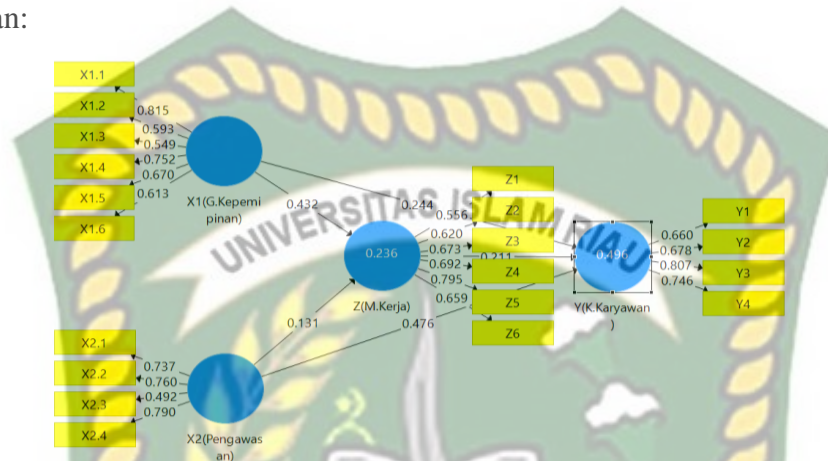 an:
X1.1
X1.2
X1.3
X1.4
X1.5
X1.6
0.815
0.593
0.549
0.752
0.670
0.613
X1(G.Kepemi
pinan)
0.432
0.244
UNIVERSITAS ISLAM RIAU
0.236
Z(M.Kerja)
0.131
0.476
0.211
X2.1
X2.2
X2.3
X2.4
0.737
0.760
0.492
0.790
X2(Pengawas
an)
Z1
Z2
Z3
Z4
Z5
Z6
0.556
0.620
0.673
0.692
0.795
0.659
0.496
Y(K.Karyawan
)
0.660
0.678
0.807
0.746
Y1
Y2
Y3
Y4